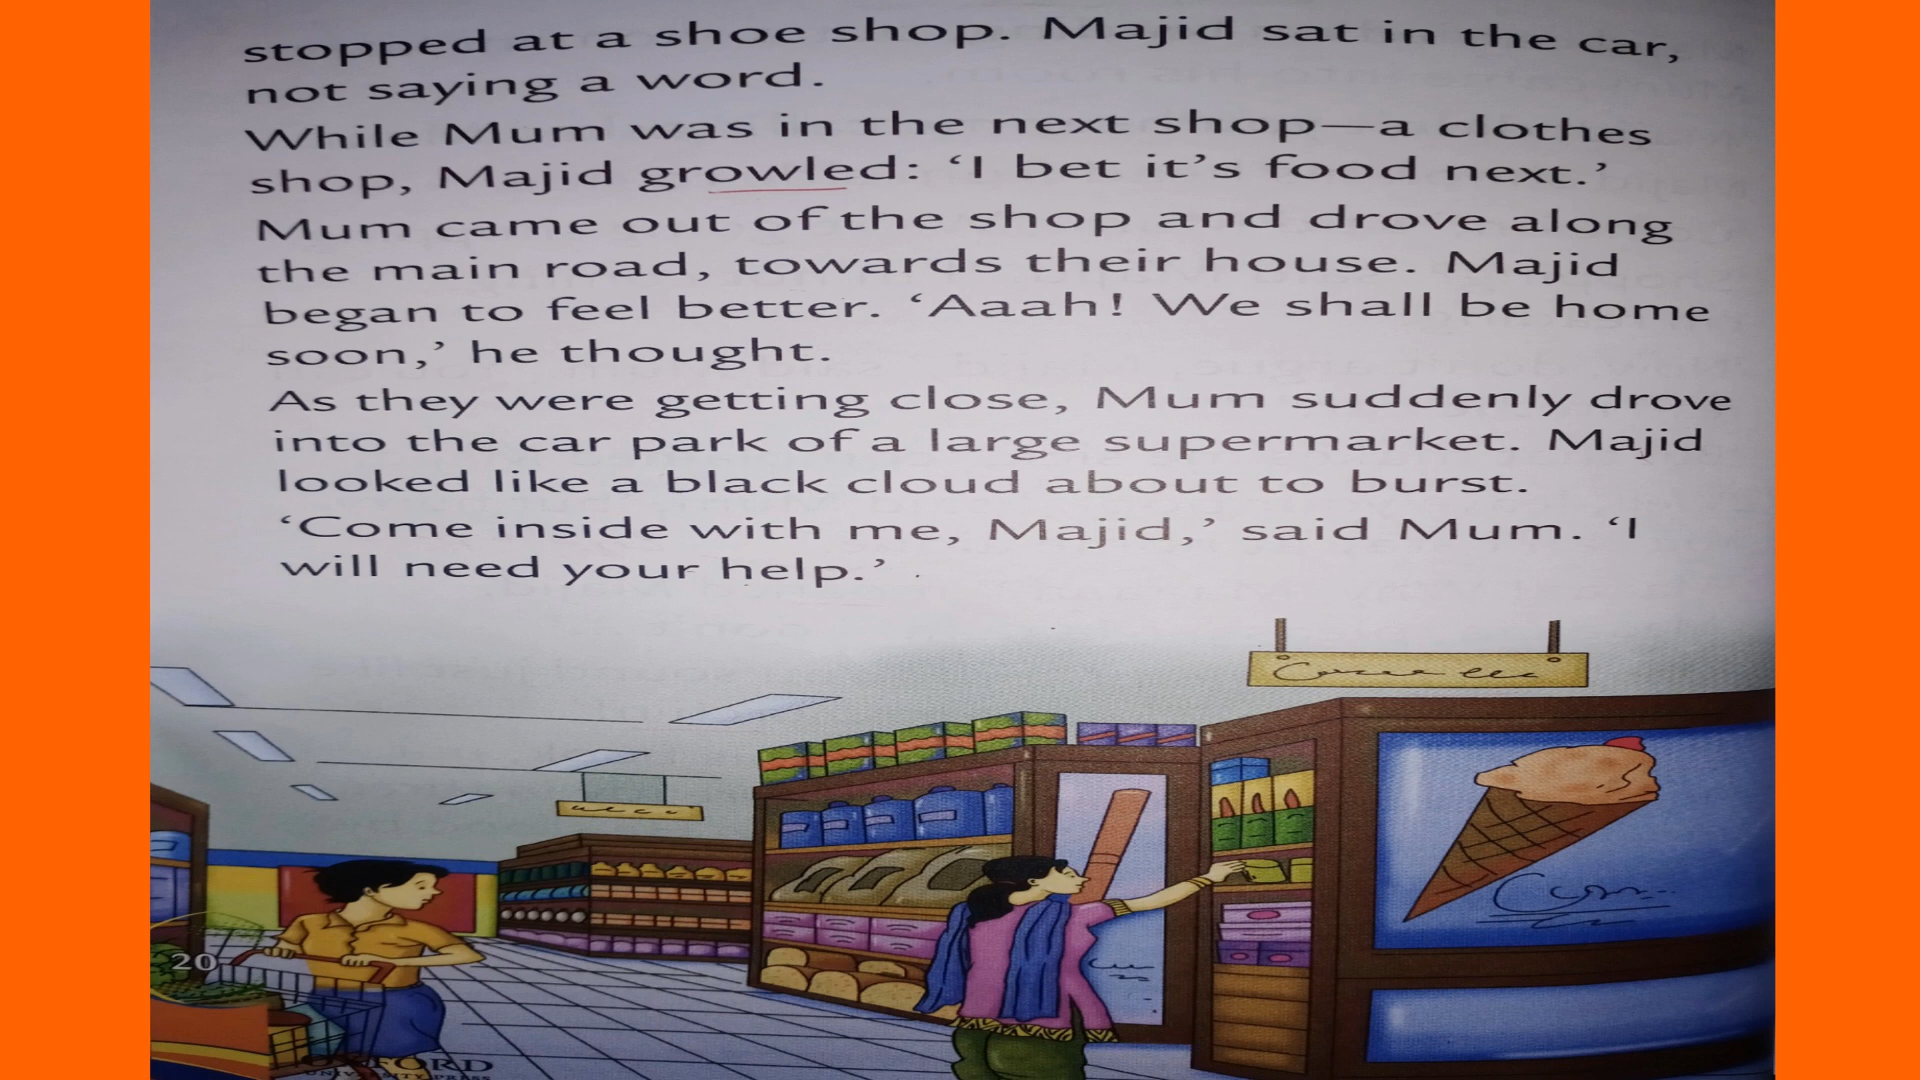 stopped at a shoe shop. Majid sat in the car,
not saying a word.
While Mum was in the next shop—a clothes
shop, Majid growled: ‘I bet it’s food next.’
Mum came out of the shop and drove along
the main road, towards their house. Majid
began to feel better. ‘Aaah! We shall be home
soon,’ he thought.
As they were getting close, Mum suddenly drove
into the car park of a large supermarket. Majid
looked like a black cloud about to burst.
‘Come inside with me, Majid,’ said Mum. ‘I
will need your help.’
20
OXFORD
UNIVERSITY PRESS